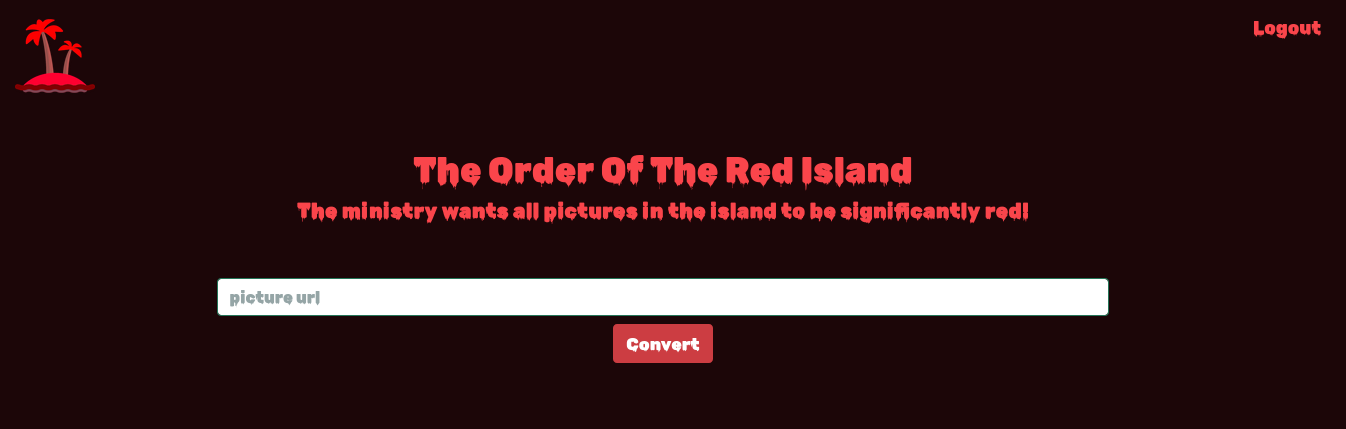 Logout
The Order Of The Red Island
The ministry wants all pictures in the island to be significantly red!
picture url
Convert